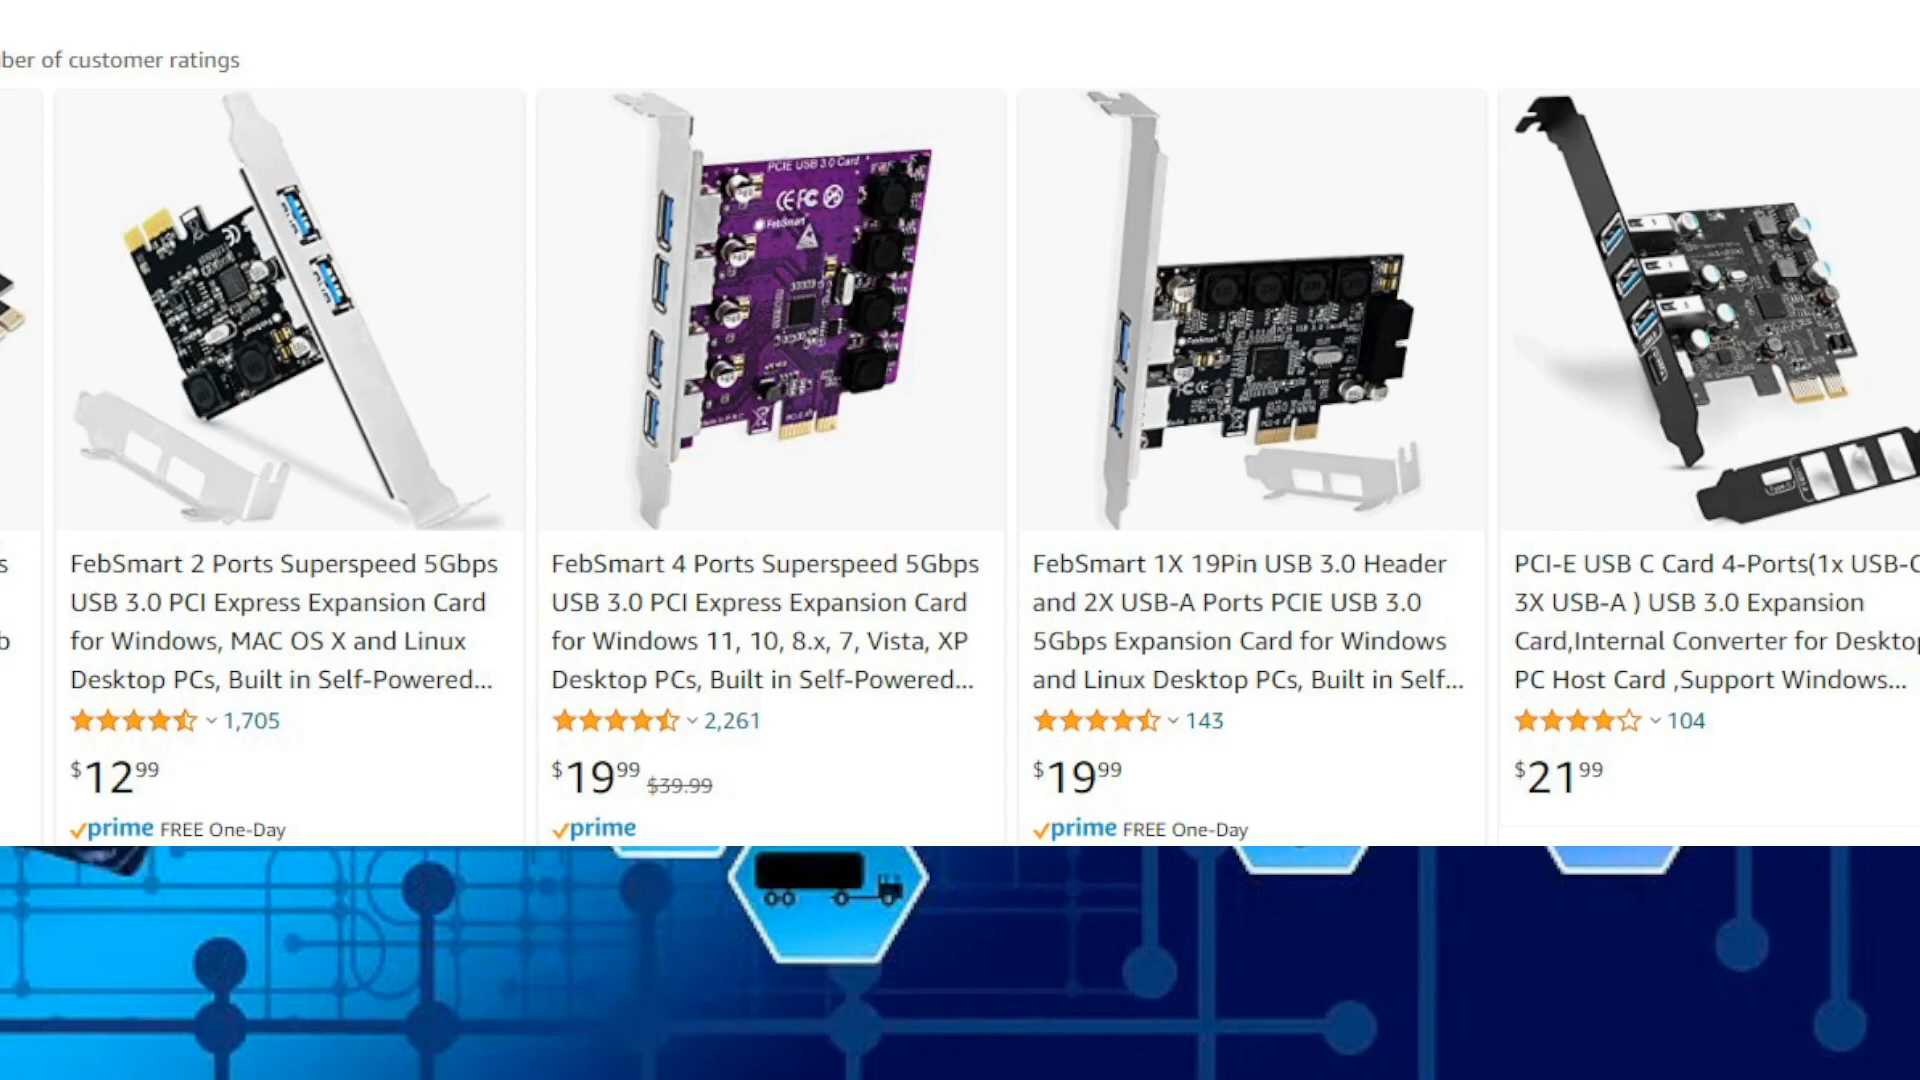 ber of customer ratings
PCIE USB 3.0 Card
CE FC
FebSmart
FebSmart 2 Ports Superspeed 5Gbps
USB 3.0 PCI Express Expansion Card
for Windows, MAC OS X and Linux
Desktop PCs, Built in Self-Powered...
1,705
$12.99
prime FREE One-Day
FebSmart 4 Ports Superspeed 5Gbps
USB 3.0 PCI Express Expansion Card
for Windows 11, 10, 8.x, 7, Vista, XP
Desktop PCs, Built in Self-Powered...
2,261
$19.99 $39.99
prime
FebSmart 1X 19Pin USB 3.0 Header
and 2X USB-A Ports PCIE USB 3.0
5Gbps Expansion Card for Windows
and Linux Desktop PCs, Built in Self...
143
$19.99
prime FREE One-Day
PCI-E USB C Card 4-Ports(1x USB-C
3X USB-A ) USB 3.0 Expansion
Card,Internal Converter for Desktop
PC Host Card ,Support Windows...
104
$21.99